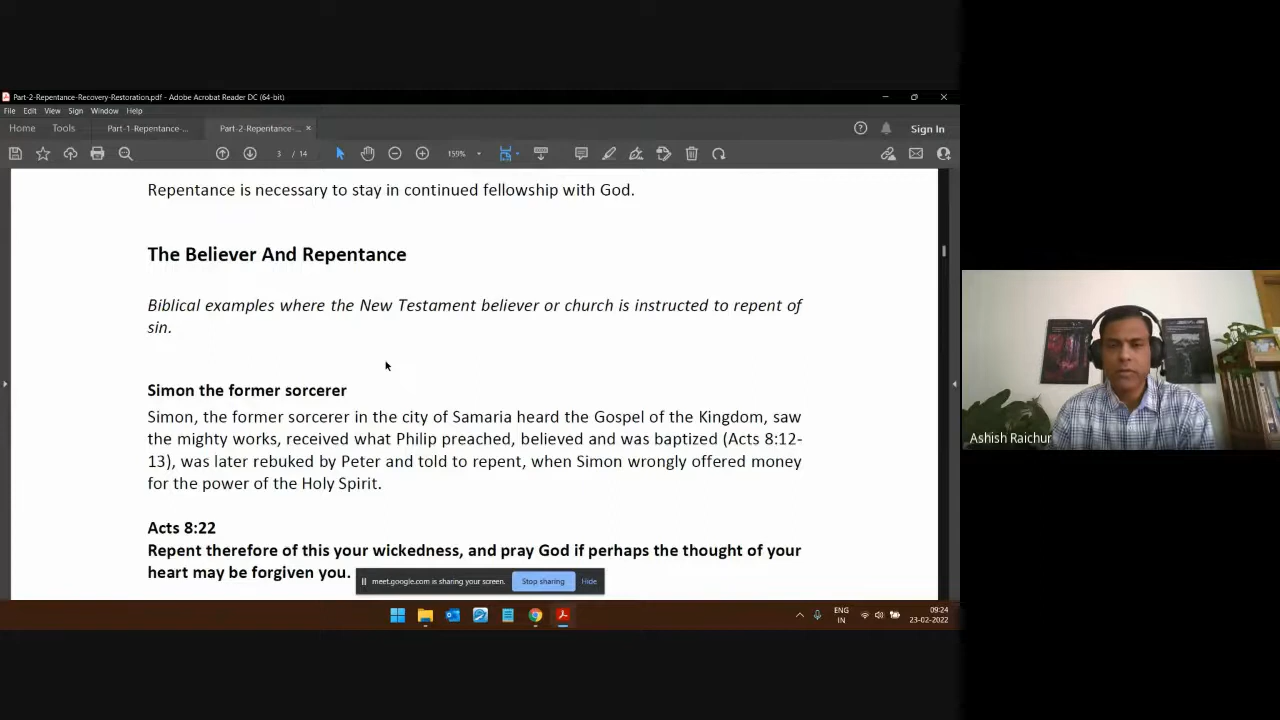 Part-2-Repentance-Recovery-Restoration.pdf - Adobe Acrobat Reader DC (64-bit)
File Edit View Sign Window Help
Home Tools Part-1-Repentance-... Part-2-Repentance-... × Sign In
3 / 14 159%
Repentance is necessary to stay in continued fellowship with God.
The Believer And Repentance
Biblical examples where the New Testament believer or church is instructed to repent of
sin.
Simon the former sorcerer
Simon, the former sorcerer in the city of Samaria heard the Gospel of the Kingdom, saw
the mighty works, received what Philip preached, believed and was baptized (Acts 8:12-
13), was later rebuked by Peter and told to repent, when Simon wrongly offered money
for the power of the Holy Spirit.
Acts 8:22
Repent therefore of this your wickedness, and pray God if perhaps the thought of your
heart may be forgiven you.
meet.google.com is sharing your screen. Stop sharing Hide
ENG
IN
09:24
23-02-2022
Ashish Raichur